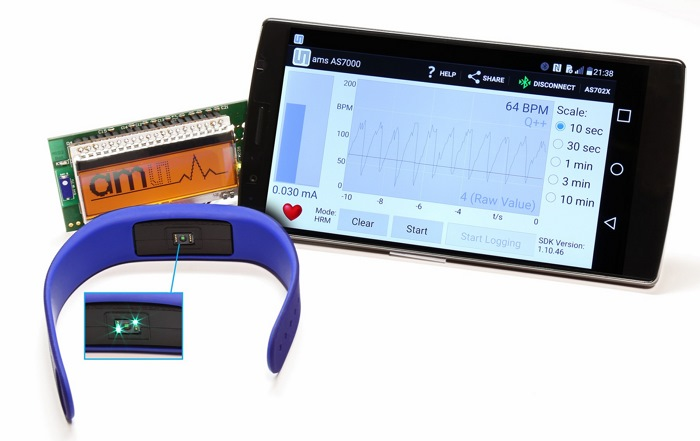 21:38
ams AS7000
? HELP
SHARE
DISCONNECT
AS702X
200
BPM
100
50
0
-10
-8
-6
-4
t/s
0
64 BPM
Q++
4 (Raw Value)
Scale:
10 sec
30 sec
1 min
3 min
10 min
0.030 mA
Mode:
HRM
Clear
Start
Start Logging
SDK Version:
1.10.46
amu